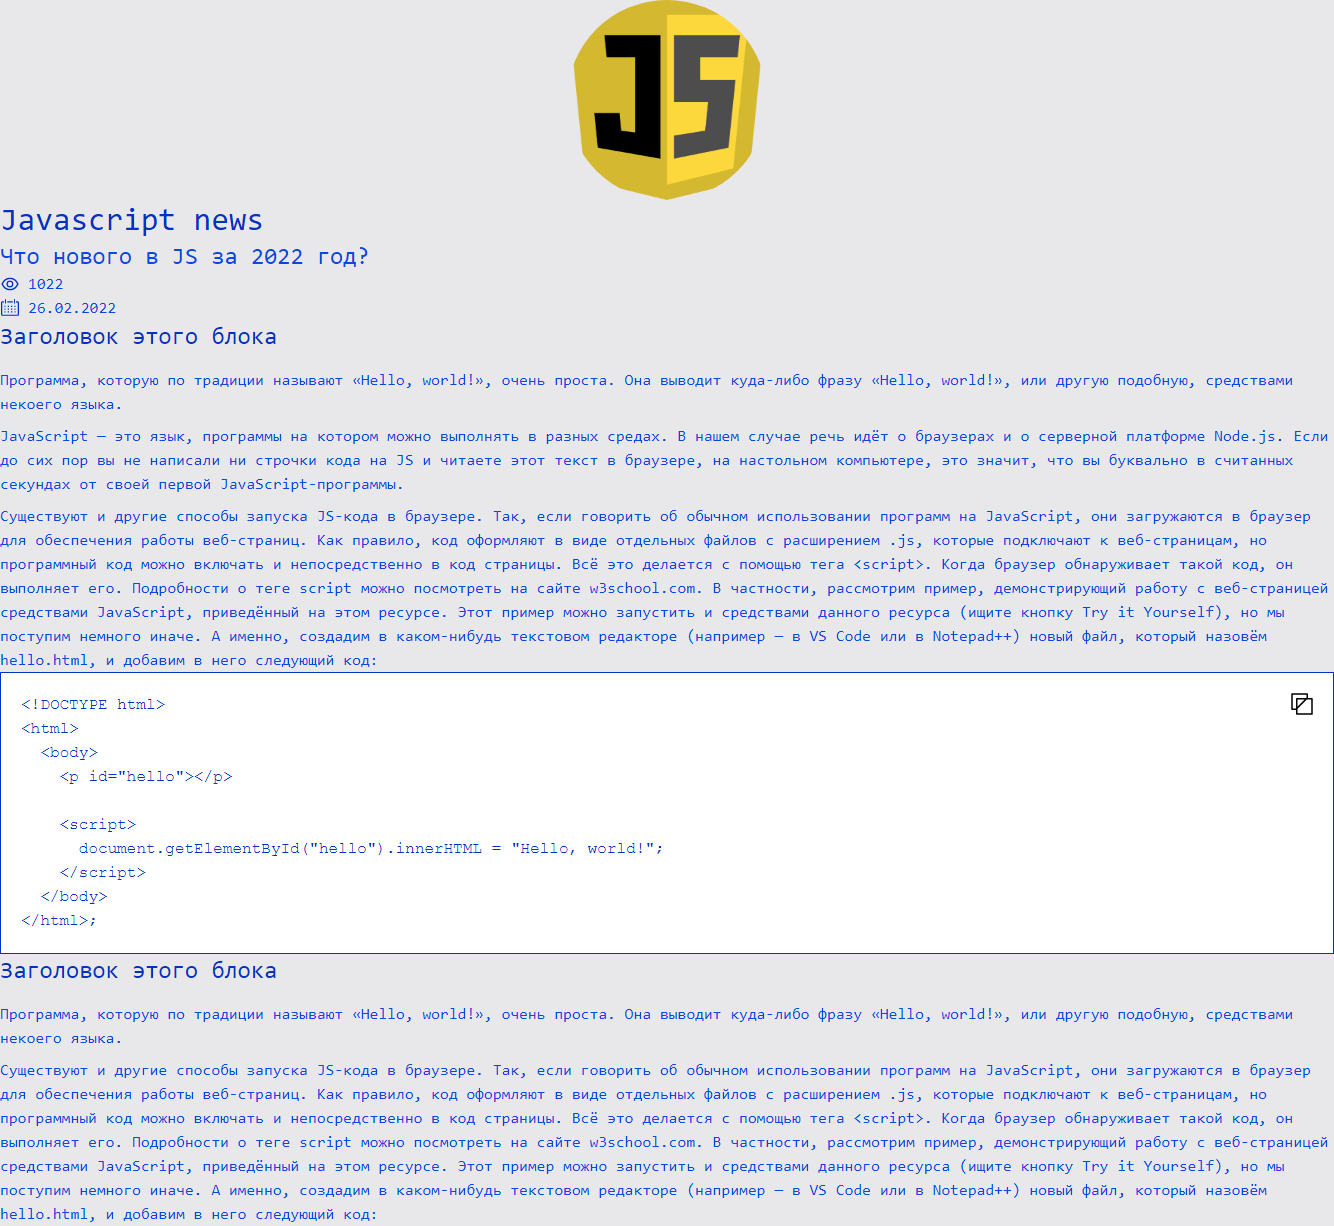 JS
Javascript news
Что нового в JS за 2022 год?
1022
26.02.2022
Заголовок этого блока
Программа, которую по традиции называют «Hello, world!», очень проста. Она выводит куда-либо фразу «Hello, world!», или другую подобную, средствами
некоего языка.
JavaScript — это язык, программы на котором можно выполнять в разных средах. В нашем случае речь идёт о браузерах и о серверной платформе Node.js. Если
до сих пор вы не написали ни строчки кода на JS и читаете этот текст в браузере, на настольном компьютере, это значит, что вы буквально в считанных
секундах от своей первой JavaScript-программы.
Существуют и другие способы запуска JS-кода в браузере. Так, если говорить об обычном использовании программ на JavaScript, они загружаются в браузер
для обеспечения работы веб-страниц. Как правило, код оформляют в виде отдельных файлов с расширением .js, которые подключают к веб-страницам, но
программный код можно включать и непосредственно в код страницы. Всё это делается с помощью тега <script>. Когда браузер обнаруживает такой код, он
выполняет его. Подробности о теге script можно посмотреть на сайте w3school.com. В частности, рассмотрим пример, демонстрирующий работу с веб-страницей
средствами JavaScript, приведённый на этом ресурсе. Этот пример можно запустить и средствами данного ресурса (ищите кнопку Try it Yourself), но мы
поступим немного иначе. А именно, создадим в каком-нибудь текстовом редакторе (например — в VS Code или в Notepad++) новый файл, который назовём
hello.html, и добавим в него следующий код:
<!DOCTYPE html>
<html>
  <body>
    <p id="hello"></p>
    <script>
      document.getElementById("hello").innerHTML = "Hello, world!";
    </script>
  </body>
</html>;
Заголовок этого блока
Программа, которую по традиции называют «Hello, world!», очень проста. Она выводит куда-либо фразу «Hello, world!», или другую подобную, средствами
некоего языка.
Существуют и другие способы запуска JS-кода в браузере. Так, если говорить об обычном использовании программ на JavaScript, они загружаются в браузер
для обеспечения работы веб-страниц. Как правило, код оформляют в виде отдельных файлов с расширением .js, которые подключают к веб-страницам, но
программный код можно включать и непосредственно в код страницы. Всё это делается с помощью тега <script>. Когда браузер обнаруживает такой код, он
выполняет его. Подробности о теге script можно посмотреть на сайте w3school.com. В частности, рассмотрим пример, демонстрирующий работу с веб-страницей
средствами JavaScript, приведённый на этом ресурсе. Этот пример можно запустить и средствами данного ресурса (ищите кнопку Try it Yourself), но мы
поступим немного иначе. А именно, создадим в каком-нибудь текстовом редакторе (например — в VS Code или в Notepad++) новый файл, который назовём
hello.html, и добавим в него следующий код: